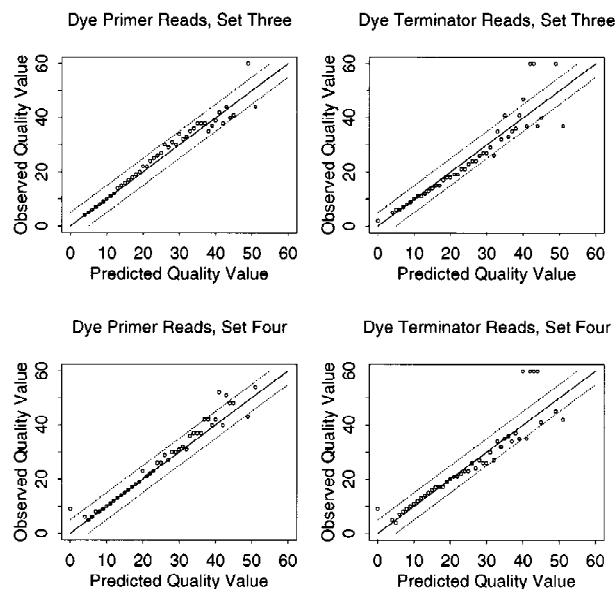 Dye Primer Reads, Set Three
Observed Quality Value
60
40
20
0
0 10 20 30 40 50 60
Predicted Quality Value
Dye Terminator Reads, Set Three
Observed Quality Value
60
40
20
0
0 10 20 30 40 50 60
Predicted Quality Value
Dye Primer Reads, Set Four
Observed Quality Value
60
40
20
0
0 10 20 30 40 50 60
Predicted Quality Value
Dye Terminator Reads, Set Four
Observed Quality Value
60
40
20
0
0 10 20 30 40 50 60
Predicted Quality Value